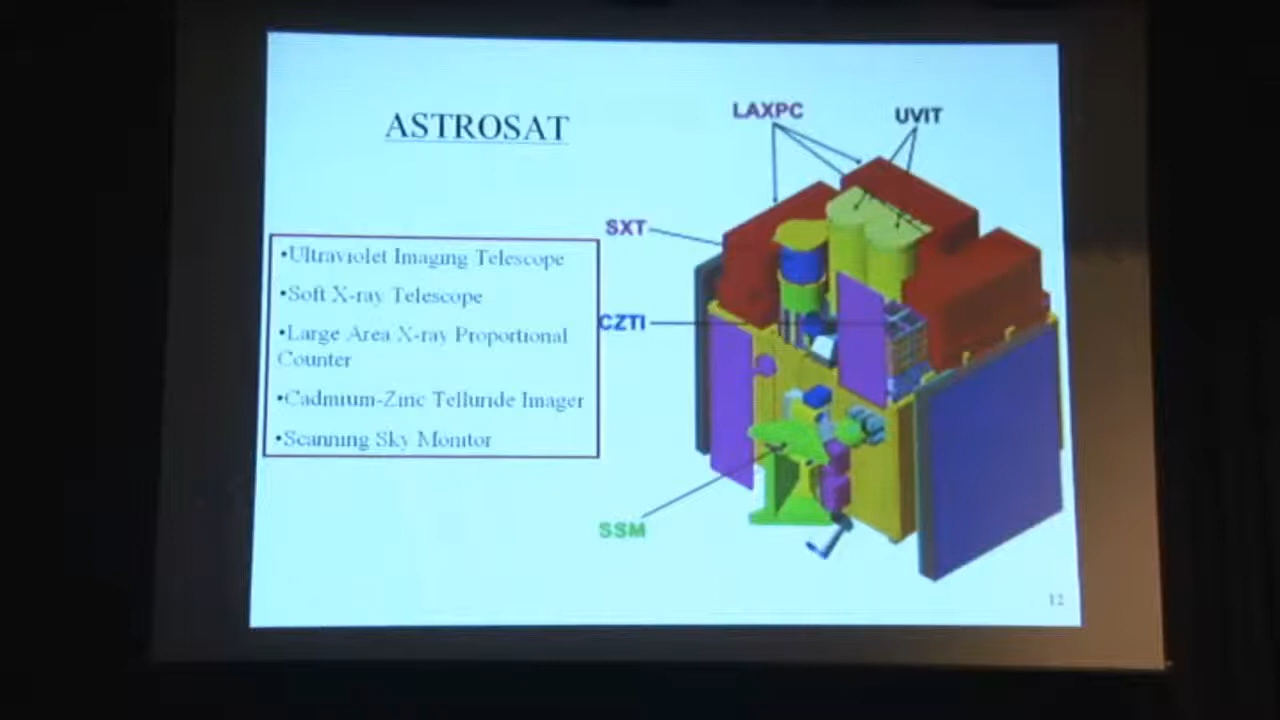 ASTROSAT
LAXPC
UVIT
SXT
•Ultraviolet Imaging Telescope
•Soft X-ray Telescope
•Large Area X-ray Proportional
Counter
•Cadmium-Zinc Telluride Imager
•Scanning Sky Monitor
CZTI
SSM
12